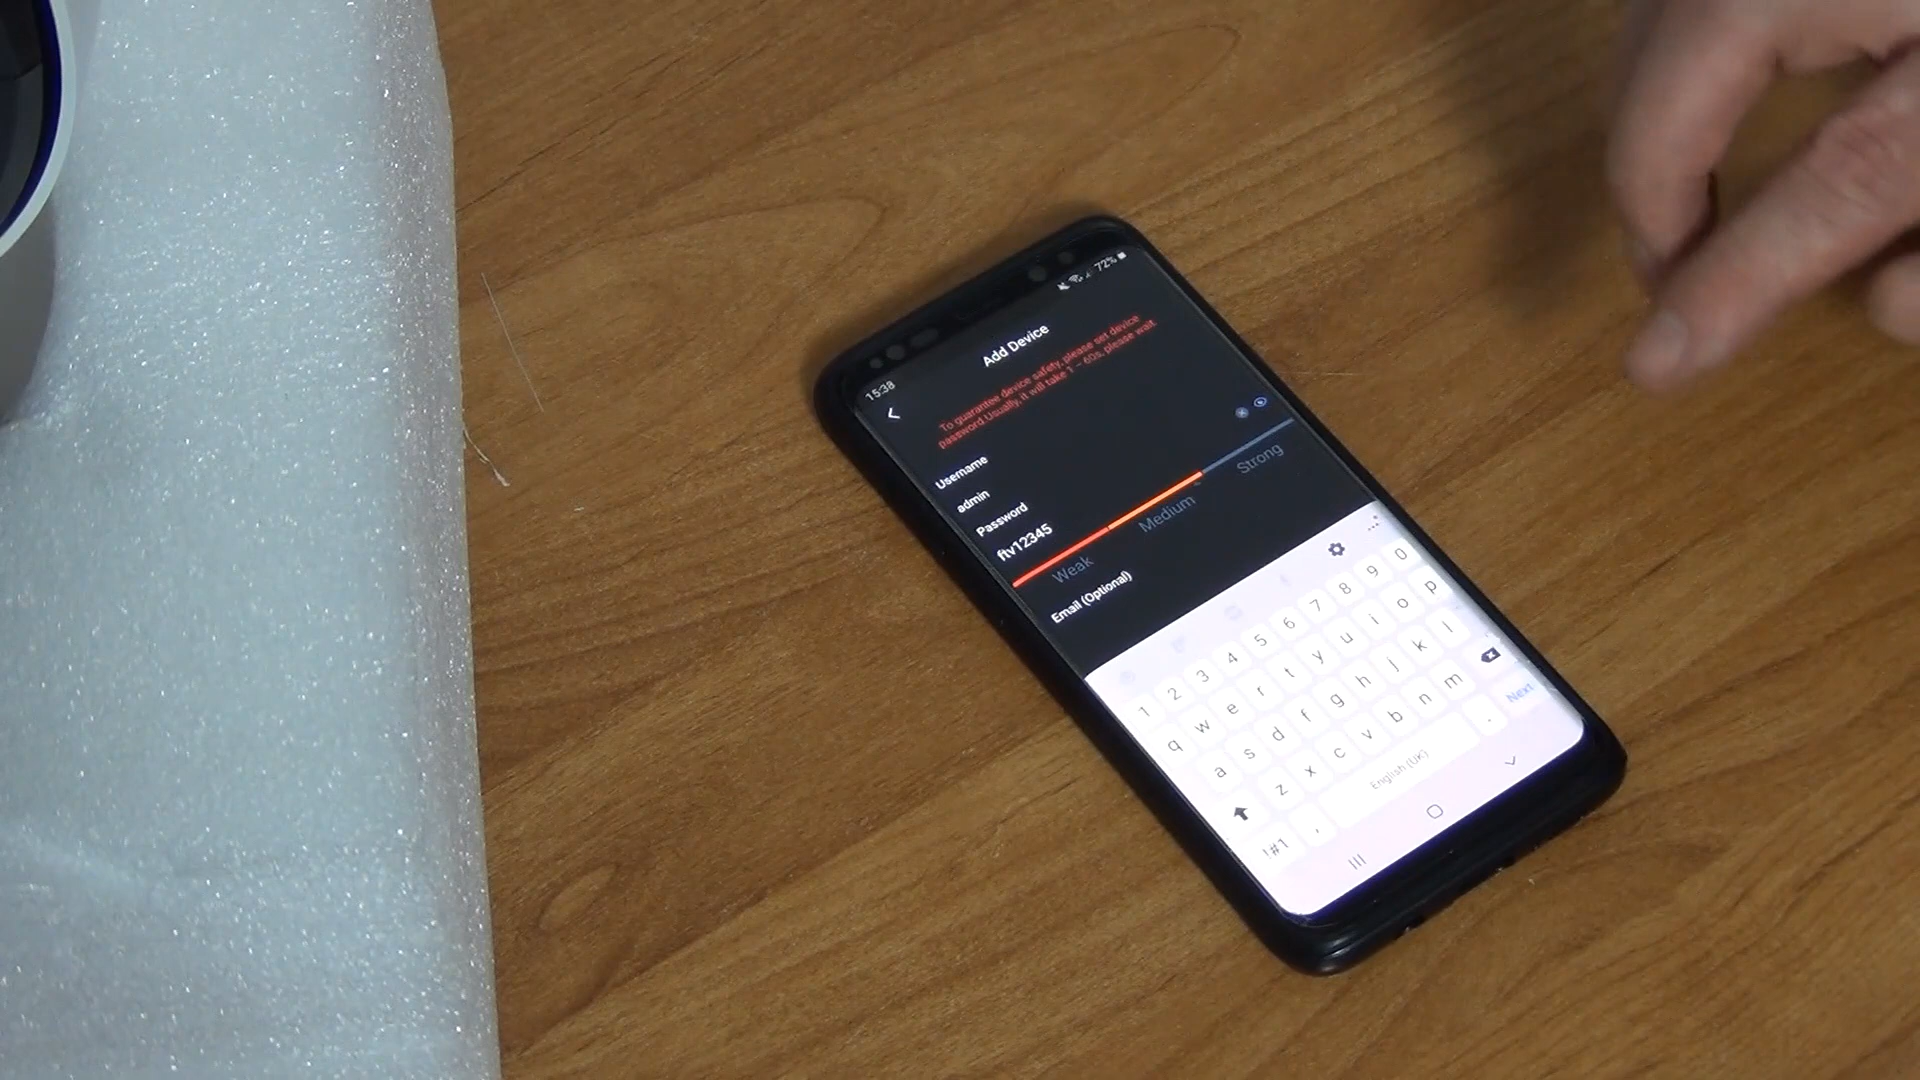 15:38
72%
Add Device
To guarantee device safety, please set device
password.Usually, it will take 1 - 60s, please wait.
Username
admin
Password
ftv12345
Weak Medium Strong
Email (Optional)
1 2 3 4 5 6 7 8 9 0
q w e r t y u i o p
a s d f g h j k l
z x c v b n m
!#1 , English (UK) . Next